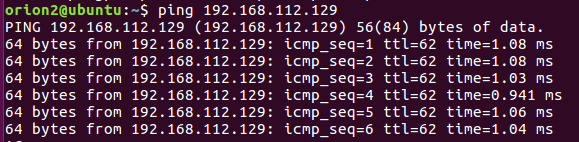 orion2@ubuntu:~$ ping 192.168.112.129
PING 192.168.112.129 (192.168.112.129) 56(84) bytes of data.
64 bytes from 192.168.112.129: icmp_seq=1 ttl=62 time=1.08 ms
64 bytes from 192.168.112.129: icmp_seq=2 ttl=62 time=1.08 ms
64 bytes from 192.168.112.129: icmp_seq=3 ttl=62 time=1.03 ms
64 bytes from 192.168.112.129: icmp_seq=4 ttl=62 time=0.941 ms
64 bytes from 192.168.112.129: icmp_seq=5 ttl=62 time=1.06 ms
64 bytes from 192.168.112.129: icmp_seq=6 ttl=62 time=1.04 ms